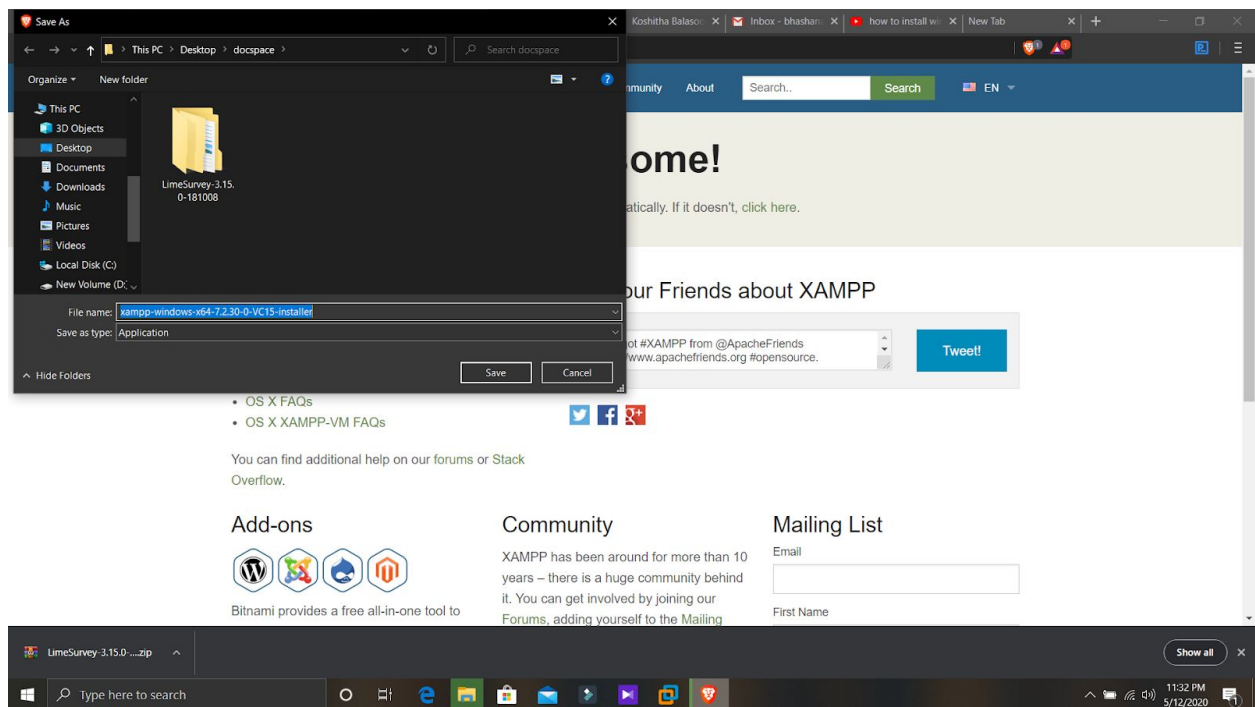 Save As
Koshitha Balasoo
Inbox - bhashan
how to install wi
New Tab
This PC > Desktop > docspace >
Search docspace
Organize
New folder
This PC
3D Objects
Desktop
Documents
Downloads
Music
Pictures
Videos
Local Disk (C:)
New Volume (D:
LimeSurvey-3.15.
0-181008
File name: xampp-windows-x64-7.2.30-0-VC15-installer
Save as type: Application
Hide Folders
Save
Cancel
mmunity
About
Search..
Search
EN
ome!
atically. If it doesn't, click here.
our Friends about XAMPP
ot #XAMPP from @ApacheFriends
/www.apachefriends.org #opensource.
Tweet!
• OS X FAQs
• OS X XAMPP-VM FAQs
You can find additional help on our forums or Stack
Overflow.
Add-ons
Bitnami provides a free all-in-one tool to
Community
XAMPP has been around for more than 10
years – there is a huge community behind
it. You can get involved by joining our
Forums, adding yourself to the Mailing
Mailing List
Email
First Name
LimeSurvey-3.15.0-....zip
Show all
Type here to search
11:32 PM
5/12/2020